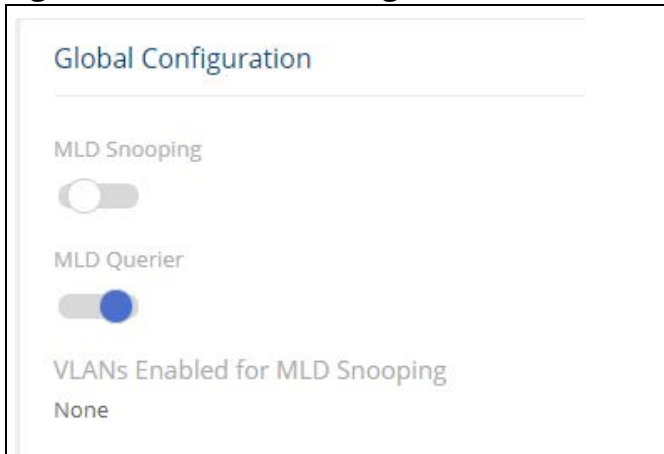 Global Configuration
MLD Snooping
MLD Querier
VLANs Enabled for MLD Snooping
None